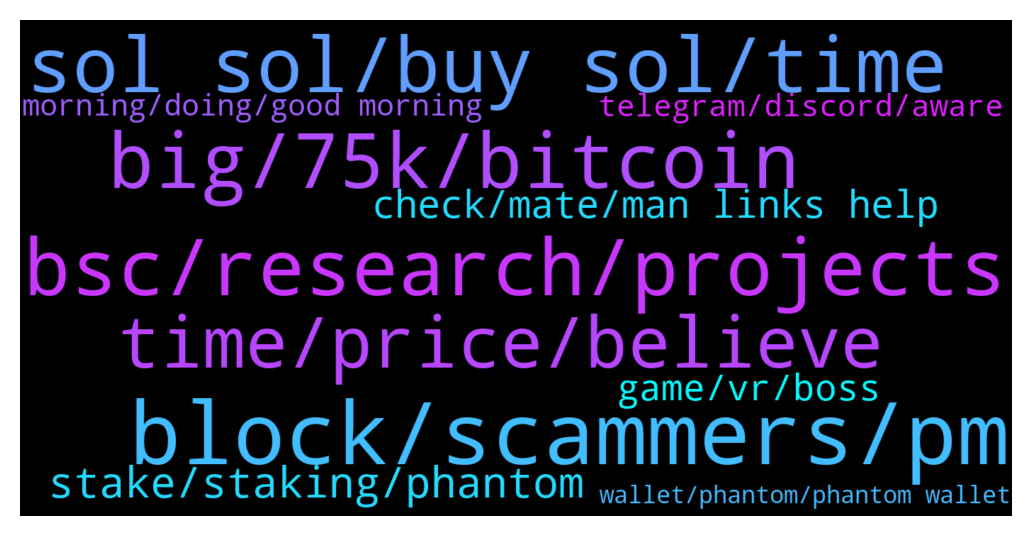 sol sol/buy sol/time
morning/doing/good morning
telegram/discord/aware
big/75k/bitcoin
check/mate/man links help
bsc/research/projects
time/price/believe
game/vr/boss
block/scammers/pm
stake/staking/phantom
wallet/phantom/phantom wallet